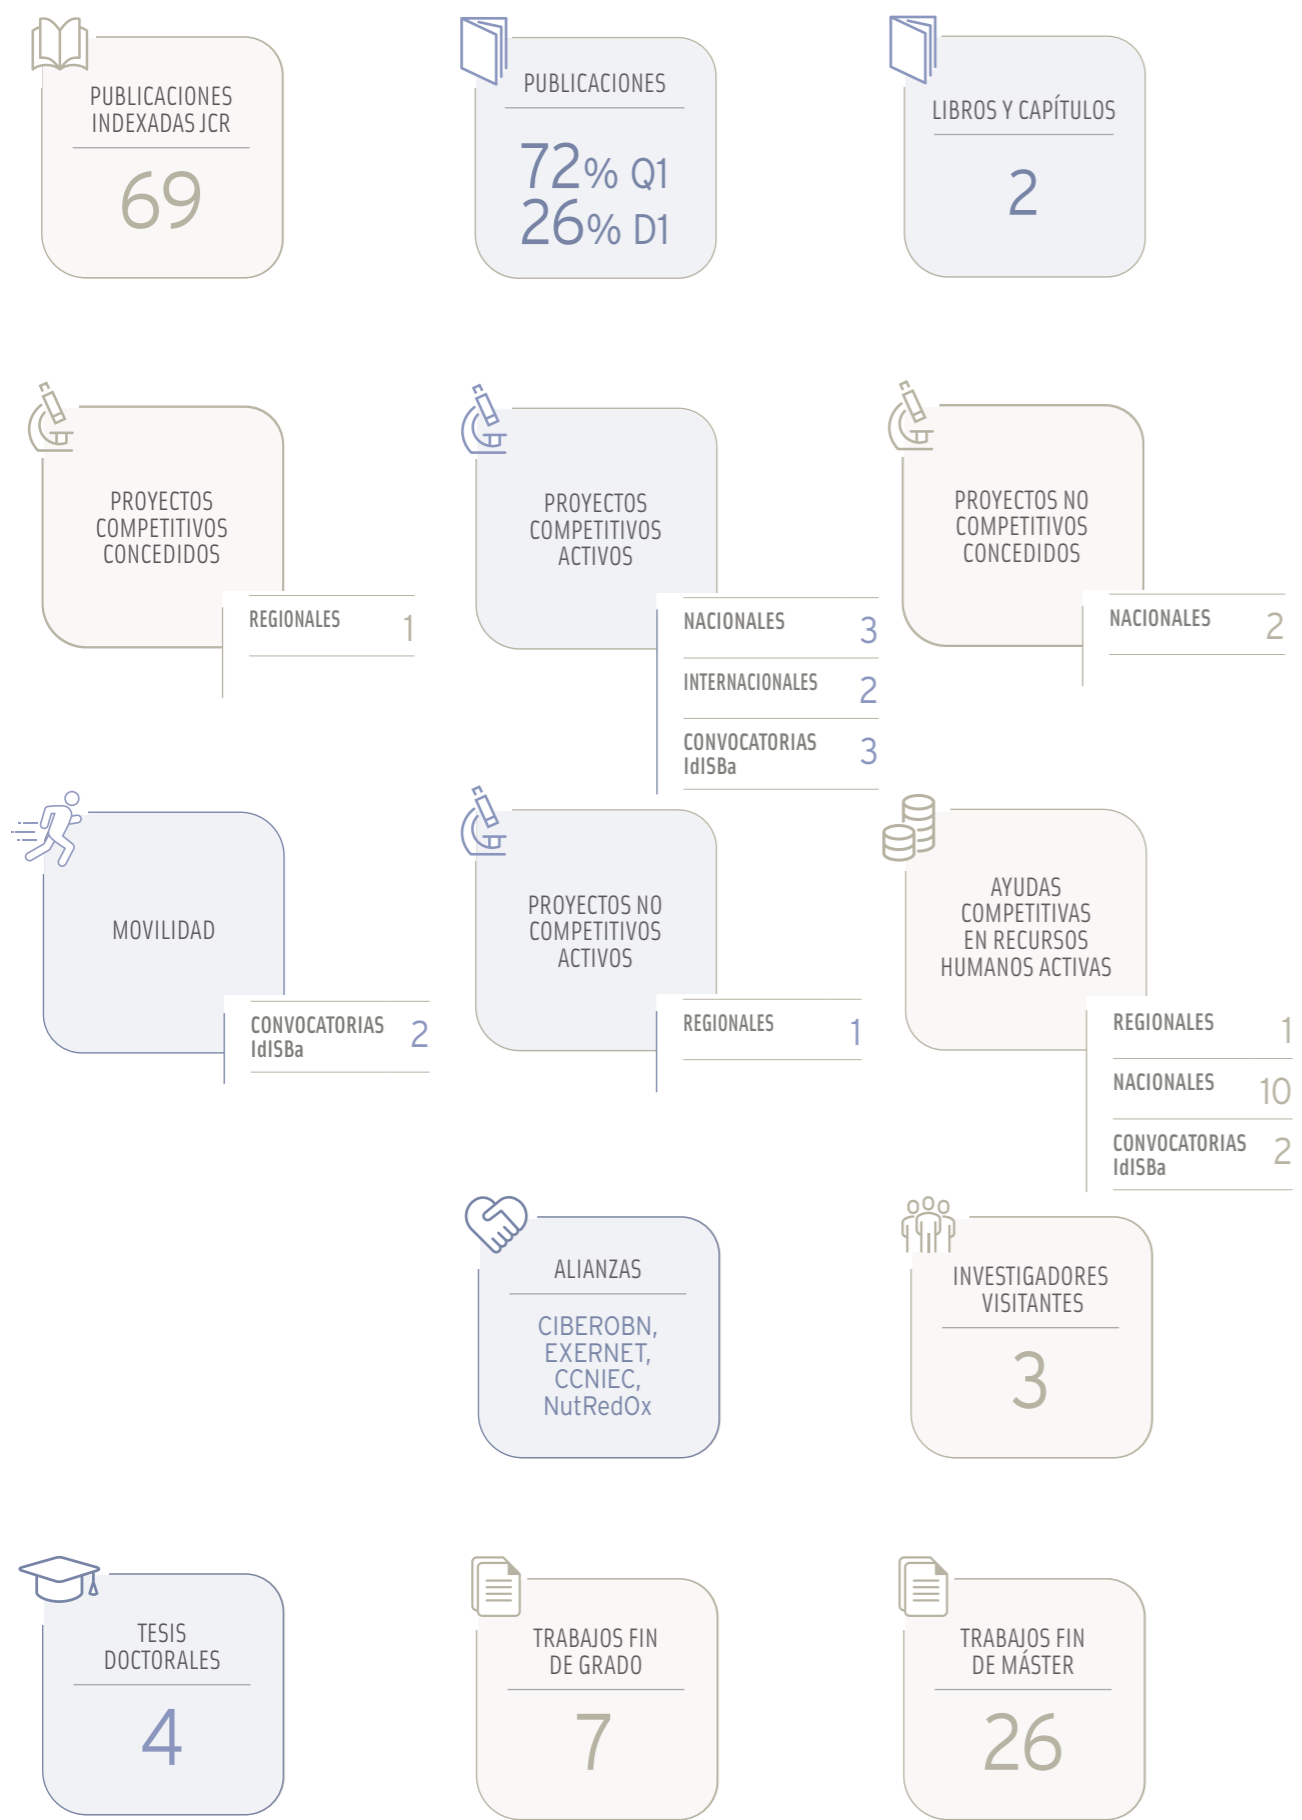 PUBLICACIONES
INDEXADAS JCR
69
PUBLICACIONES
72% Q1
26% D1
LIBROS Y CAPÍTULOS
2
PROYECTOS
COMPETITIVOS
CONCEDIDOS
REGIONALES 1
PROYECTOS
COMPETITIVOS
ACTIVOS
NACIONALES 3
INTERNACIONALES 2
CONVOCATORIAS
IdISBa 3
PROYECTOS NO
COMPETITIVOS
CONCEDIDOS
NACIONALES 2
MOVILIDAD
CONVOCATORIAS
IdISBa 2
PROYECTOS NO
COMPETITIVOS
ACTIVOS
REGIONALES 1
AYUDAS
COMPETITIVAS
EN RECURSOS
HUMANOS ACTIVAS
REGIONALES 1
NACIONALES 10
CONVOCATORIAS
IdISBa 2
ALIANZAS
CIBEROBN,
EXERNET,
CCNIEC,
NutRedOx
INVESTIGADORES
VISITANTES
3
TESIS
DOCTORALES
4
TRABAJOS FIN
DE GRADO
7
TRABAJOS FIN
DE MÁSTER
26